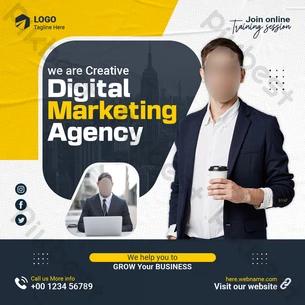 LOGO
Tagline Here
Join online
Training session
we are Creative
Digital
Marketing
Agency
We help you to
GROW Your BUSINESS
Call Us More info
+00 1234 56789
here.webname.com
Visit our website